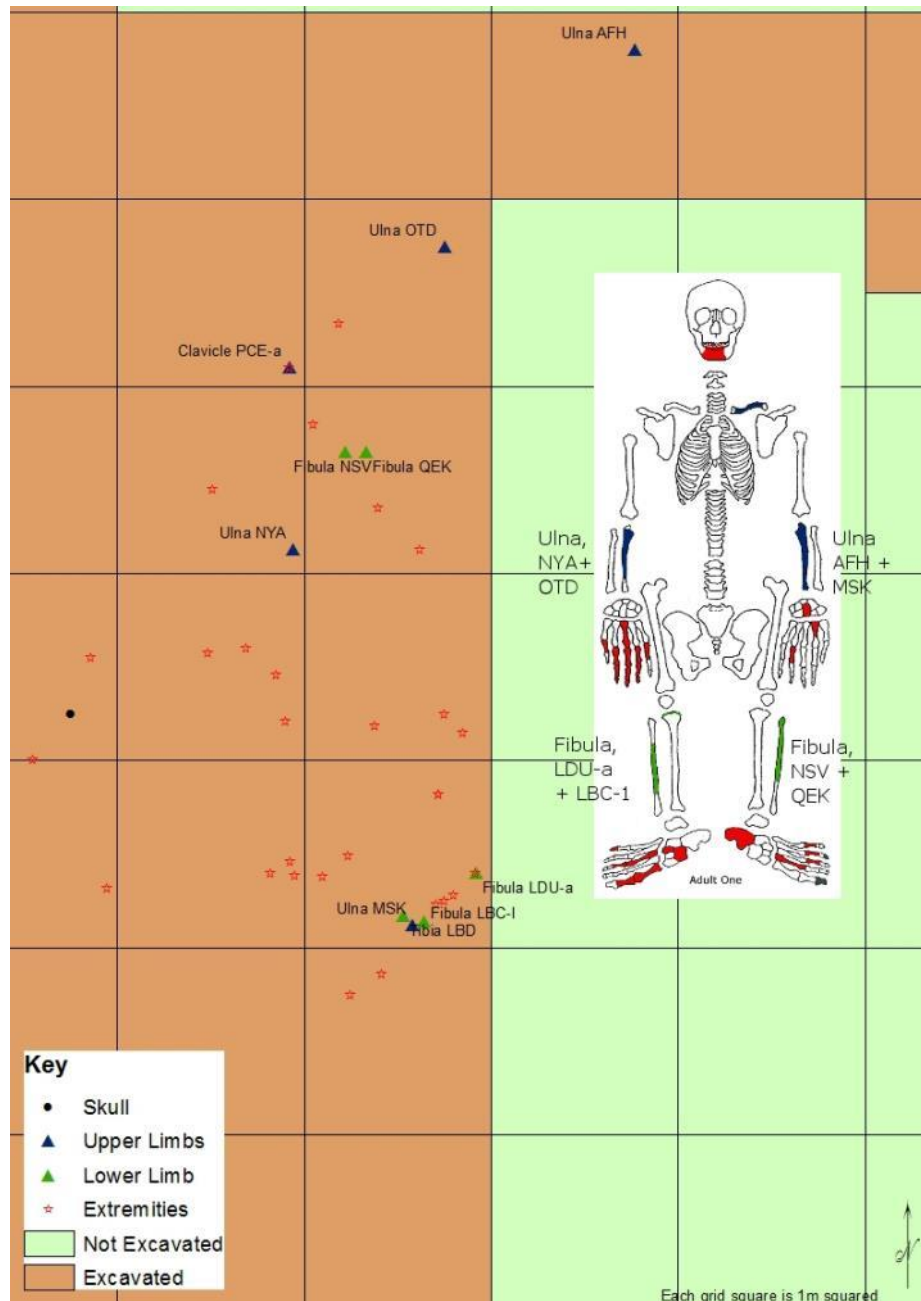 Ulna AFH
Ulna OTD
Clavicle PCE-a
Fibula NSV
Fibula QEK
Ulna NYA
Ulna,
NYA+
OTD
Ulna
AFH +
MSK
Fibula,
LDU-a
+ LBC-1
Fibula,
NSV +
QEK
Adult One
Fibula LDU-a
Ulna MSK
Fibula LBC-I
LBD
Key
Skull
Upper Limbs
Lower Limb
Extremities
Not Excavated
Excavated
N
Each grid square is 1m squared